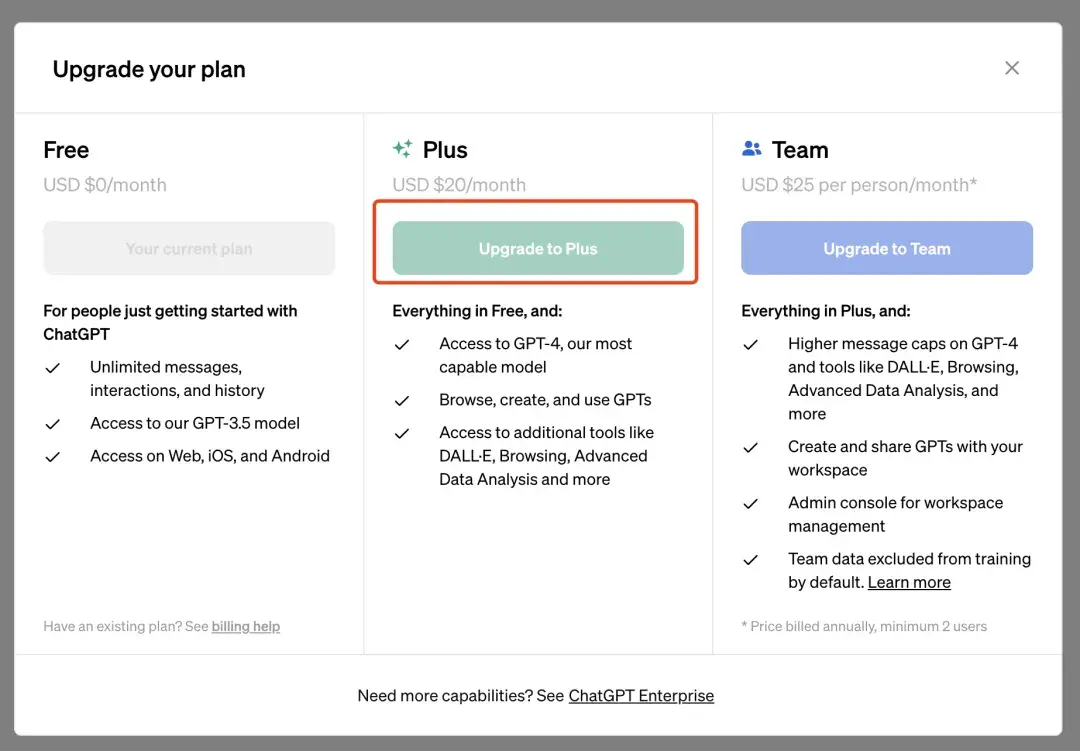 Upgrade your plan
Free
USD $0/month
Your current plan
For people just getting started with
ChatGPT
Unlimited messages,
interactions, and history
Access to our GPT-3.5 model
Access on Web, iOS, and Android
Have an existing plan? See billing help
Plus
USD $20/month
Upgrade to Plus
Everything in Free, and:
Access to GPT-4, our most
capable model
Browse, create, and use GPTs
Access to additional tools like
DALL·E, Browsing, Advanced
Data Analysis and more
Team
USD $25 per person/month*
Upgrade to Team
Everything in Plus, and:
Higher message caps on GPT-4
and tools like DALL·E, Browsing,
Advanced Data Analysis, and
more
Create and share GPTs with your
workspace
Admin console for workspace
management
Team data excluded from training
by default. Learn more
* Price billed annually, minimum 2 users
Need more capabilities? See ChatGPT Enterprise